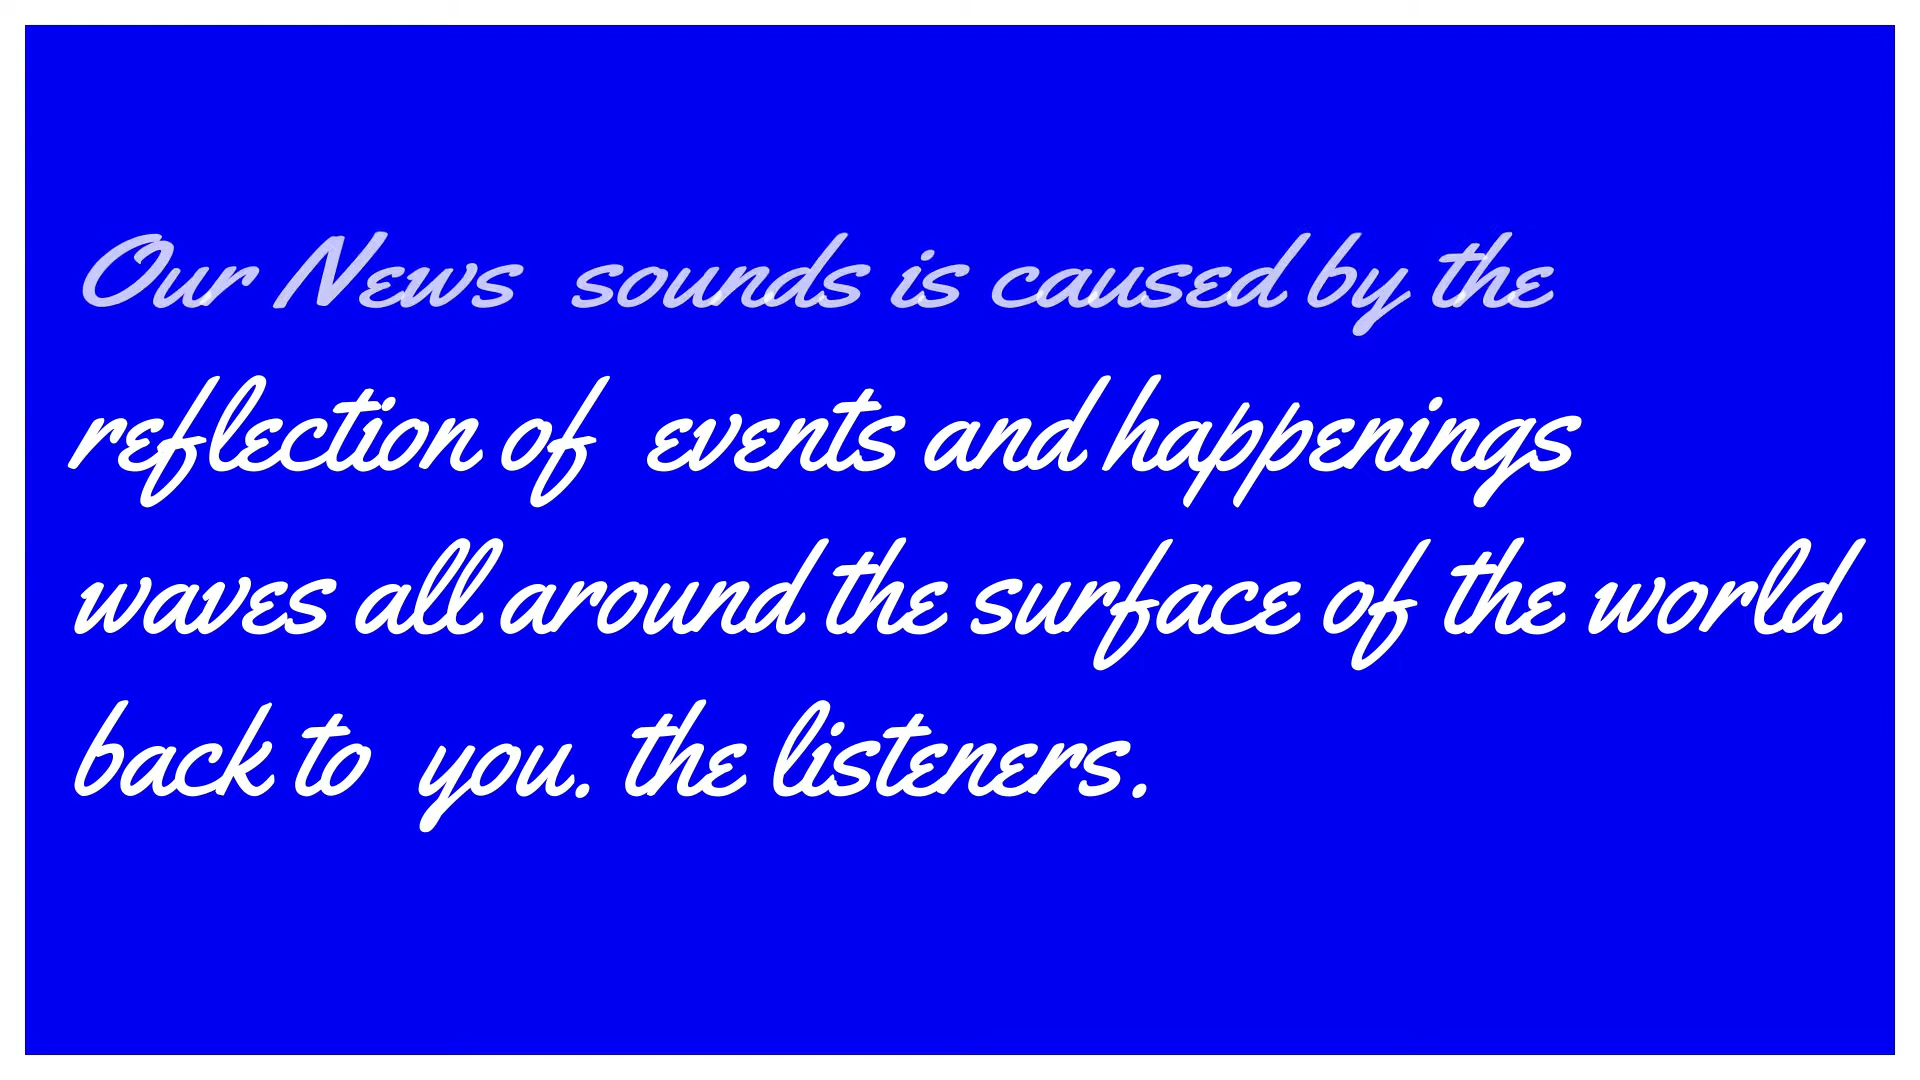 Our News sounds is caused by the
reflection of events and happenings
waves all around the surface of the world
back to you. the listeners.